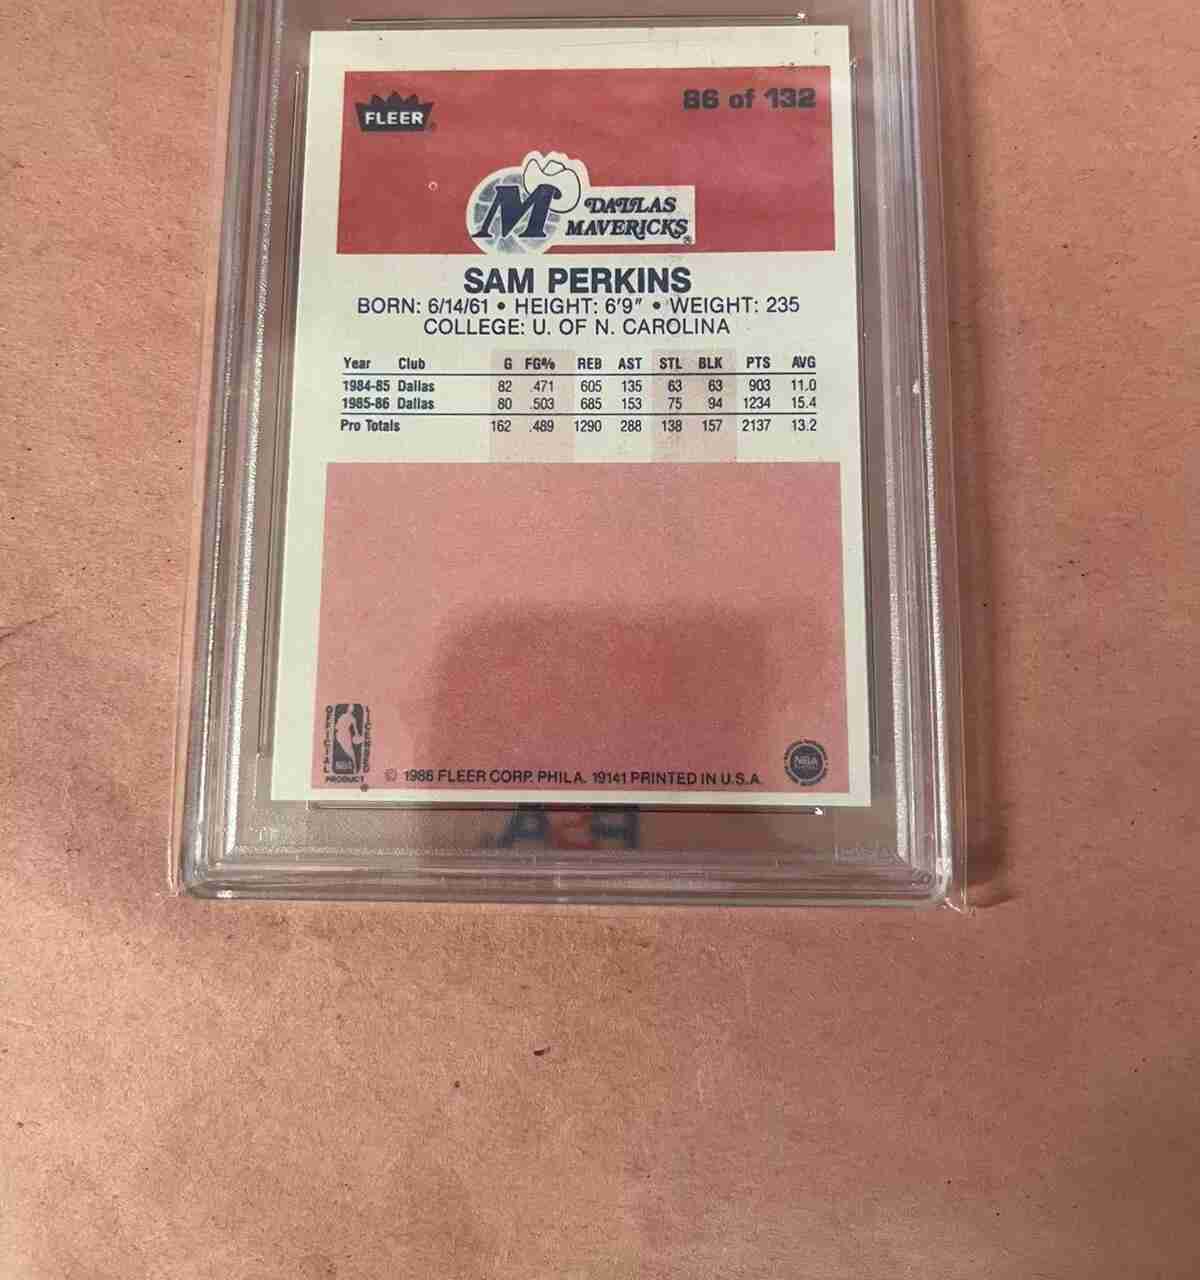 FLEER®
86 of 132
M DALLAS
MAVERICKS®
SAM PERKINS
BORN: 6/14/61 • HEIGHT: 6'9" • WEIGHT: 235
COLLEGE: U. OF N. CAROLINA
Year Club G FG% REB AST STL BLK PTS AVG
1984-85 Dallas 82 .471 605 135 63 63 903 11.0
1985-86 Dallas 80 .503 685 153 75 94 1234 15.4
Pro Totals 162 .489 1290 288 138 157 2137 13.2
OFFICIAL LICENSED
NBA
PRODUCT
© 1986 FLEER CORP. PHILA. 19141 PRINTED IN U.S.A.
NBA
PSA